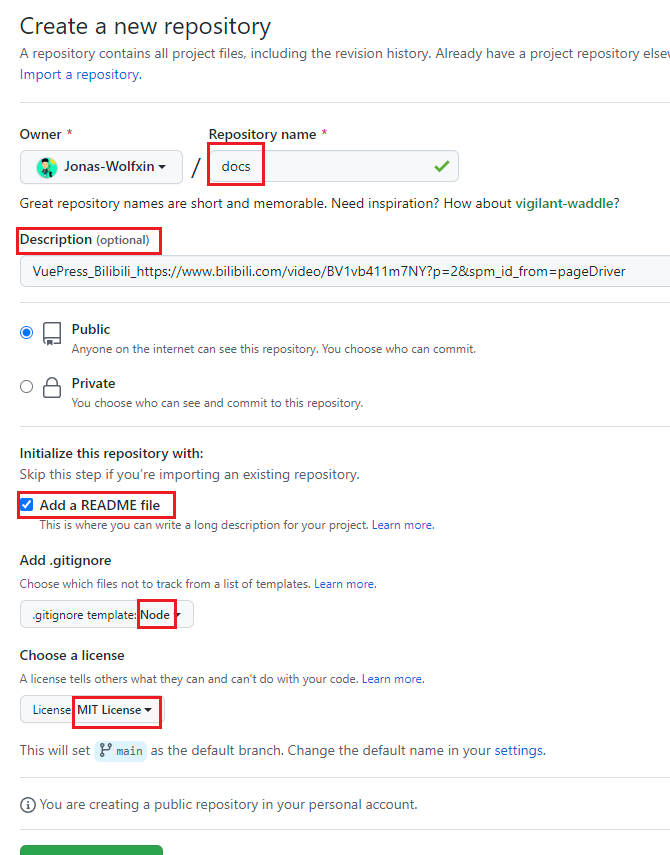 Create a new repository
A repository contains all project files, including the revision history. Already have a project repository
Import a repository.
Owner *
Repository name *
Jonas-Wolfxin
/
docs
Great repository names are short and memorable. Need inspiration? How about vigilant-waddle?
Description (optional)
VuePress_Bilibili_https://www.bilibili.com/video/BV1vb411m7NY?p=2&spm_id_from=pageDriver
Public
Anyone on the internet can see this repository. You choose who can commit.
Private
You choose who can see and commit to this repository.
Initialize this repository with:
Skip this step if you're importing an existing repository.
Add a README file
This is where you can write a long description for your project. Learn more.
Add .gitignore
Choose which files not to track from a list of templates. Learn more.
.gitignore template: Node
Choose a license
A license tells others what they can and can't do with your code. Learn more.
License: MIT License
This will set main as the default branch. Change the default name in your settings.
You are creating a public repository in your personal account.